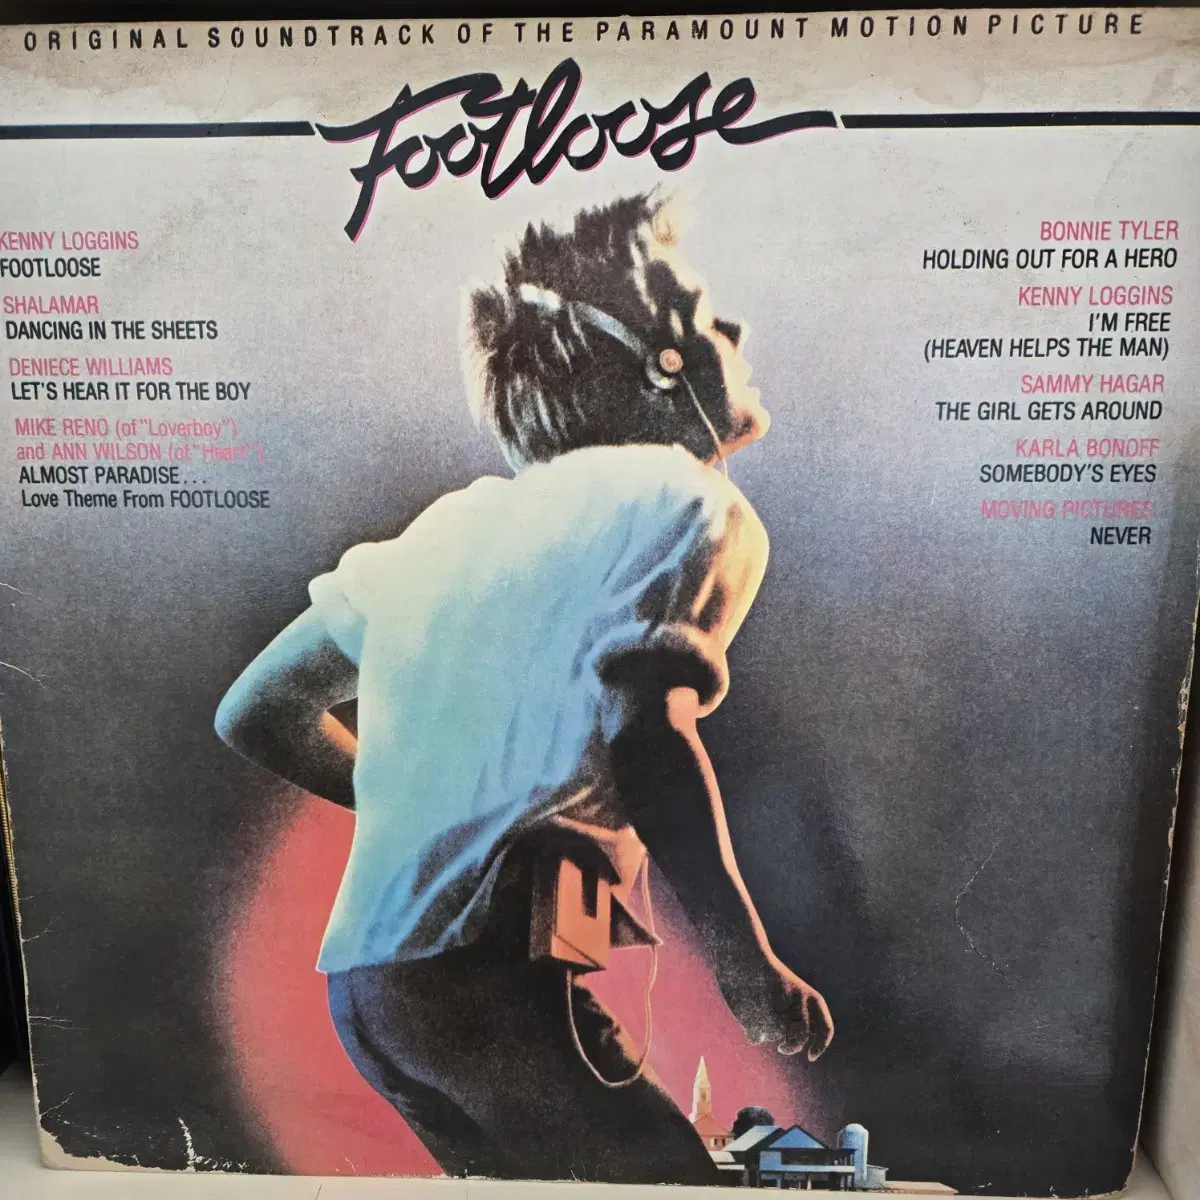 ORIGINAL SOUNDTRACK OF THE PARAMOUNT MOTION PICTURE
Footloose
KENNY LOGGINS
FOOTLOOSE
SHALAMAR
DANCING IN THE SHEETS
DENIECE WILLIAMS
LET'S HEAR IT FOR THE BOY
MIKE RENO (of "Loverboy")
and ANN WILSON (of "Heart")
ALMOST PARADISE...
Love Theme From FOOTLOOSE
BONNIE TYLER
HOLDING OUT FOR A HERO
KENNY LOGGINS
I'M FREE
(HEAVEN HELPS THE MAN)
SAMMY HAGAR
THE GIRL GETS AROUND
KARLA BONOFF
SOMEBODY'S EYES
MOVING PICTURES
NEVER